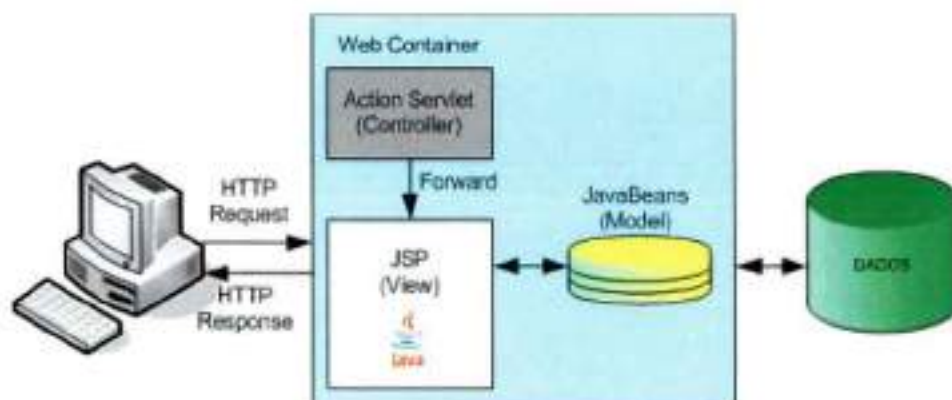 Web Container
Action Servlet
(Controller)
Forward
HTTP
Request
HTTP
Response
JSP
(View)
Java
JavaBeans
(Model)
DADOS